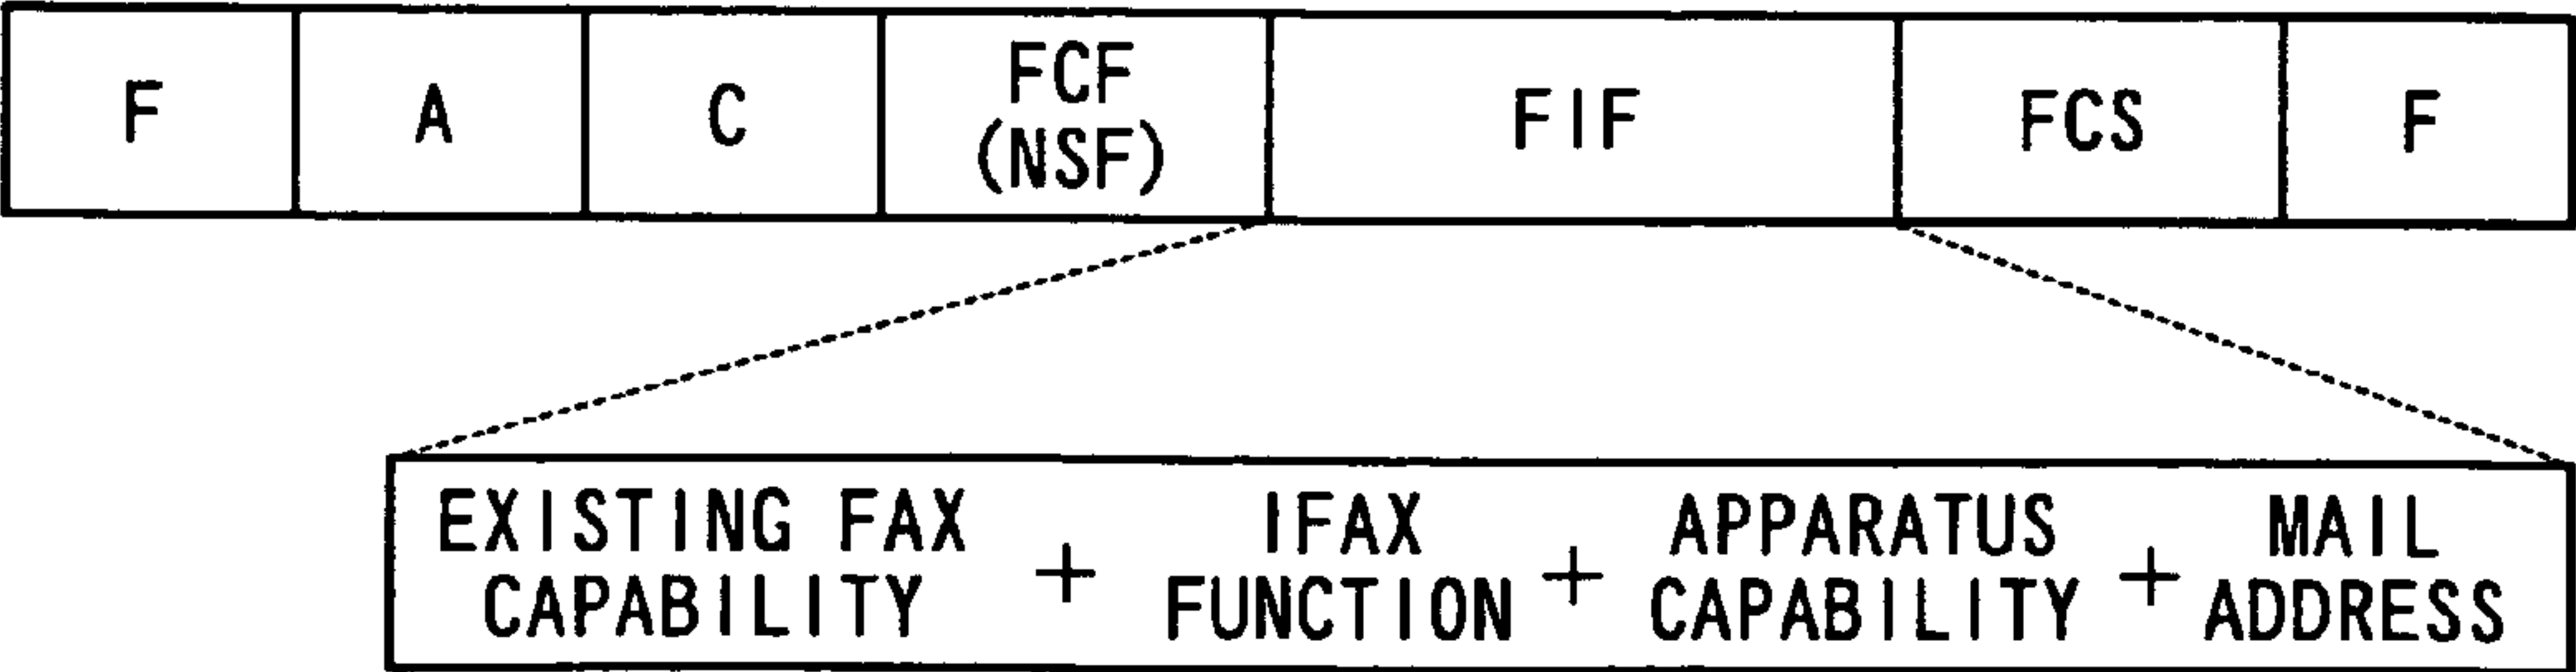 F A C FCF (NSF) FIF FCS F
EXISTING FAX CAPABILITY + IFAX FUNCTION + APPARATUS CAPABILITY + MAIL ADDRESS